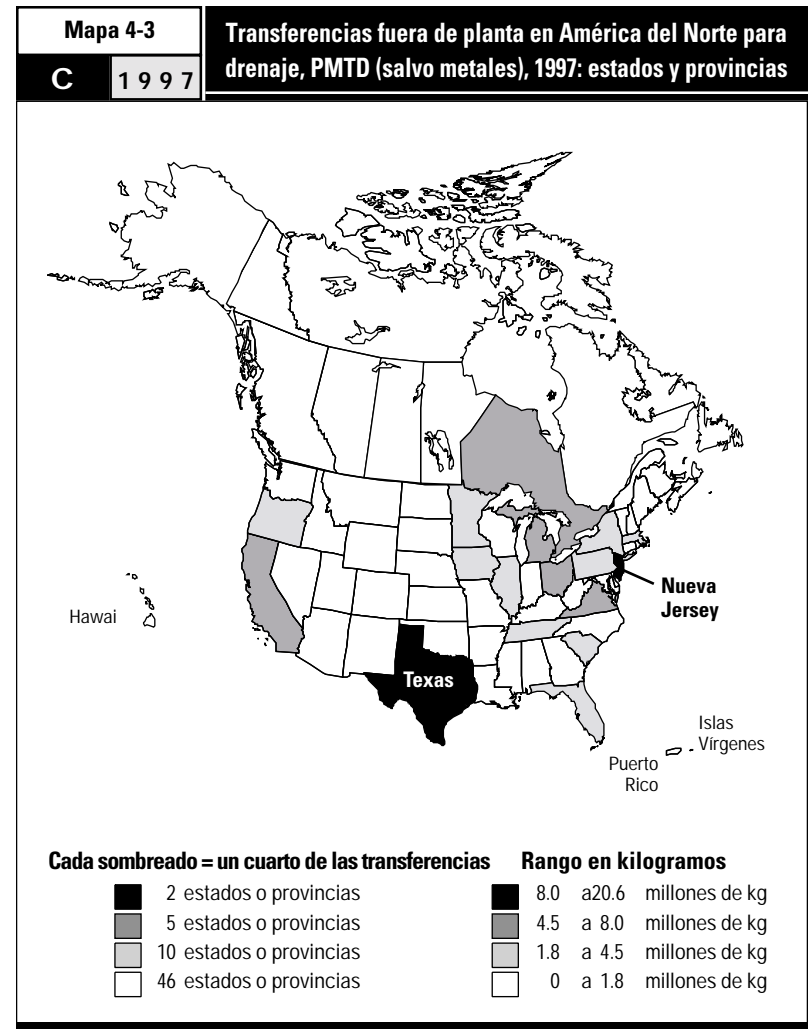 Mapa 4-3
C 1997
Transferencias fuera de planta en América del Norte para
drenaje, PMTD (salvo metales), 1997: estados y provincias
Hawai
Nueva
Jersey
Texas
Islas
Vírgenes
Puerto
Rico
Cada sombreado = un cuarto de las transferencias
2 estados o provincias
5 estados o provincias
10 estados o provincias
46 estados o provincias
Rango en kilogramos
8.0 a20.6 millones de kg
4.5 a 8.0 millones de kg
1.8 a 4.5 millones de kg
0 a 1.8 millones de kg